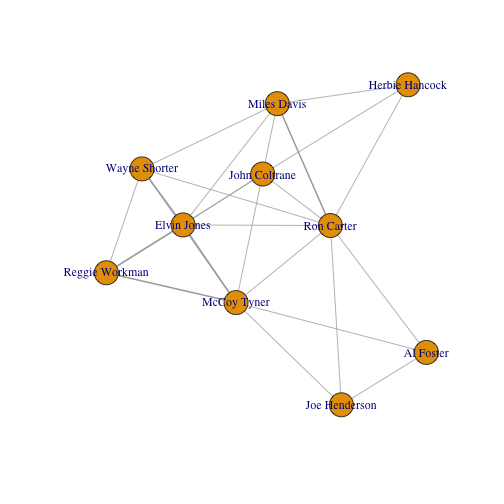 Herbie Hancock
Miles Davis
Wayne Shorter
John Coltrane
Elvin Jones
Ron Carter
Reggie Workman
McCoy Tyner
Al Foster
Joe Henderson